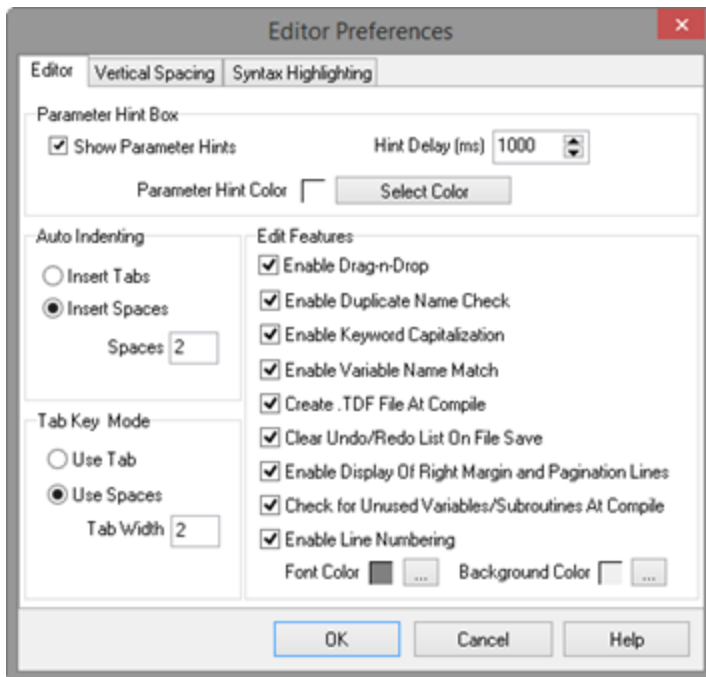 Editor Preferences
Editor Vertical Spacing Syntax Highlighting
Parameter Hint Box
Show Parameter Hints Hint Delay (ms) 1000
Parameter Hint Color Select Color
Auto Indenting
Insert Tabs
Insert Spaces
Spaces 2
Tab Key Mode
Use Tab
Use Spaces
Tab Width 2
Edit Features
Enable Drag-n-Drop
Enable Duplicate Name Check
Enable Keyword Capitalization
Enable Variable Name Match
Create .TDF File At Compile
Clear Undo/Redo List On File Save
Enable Display Of Right Margin and Pagination Lines
Check for Unused Variables/Subroutines At Compile
Enable Line Numbering
Font Color ... Background Color ...
OK Cancel Help